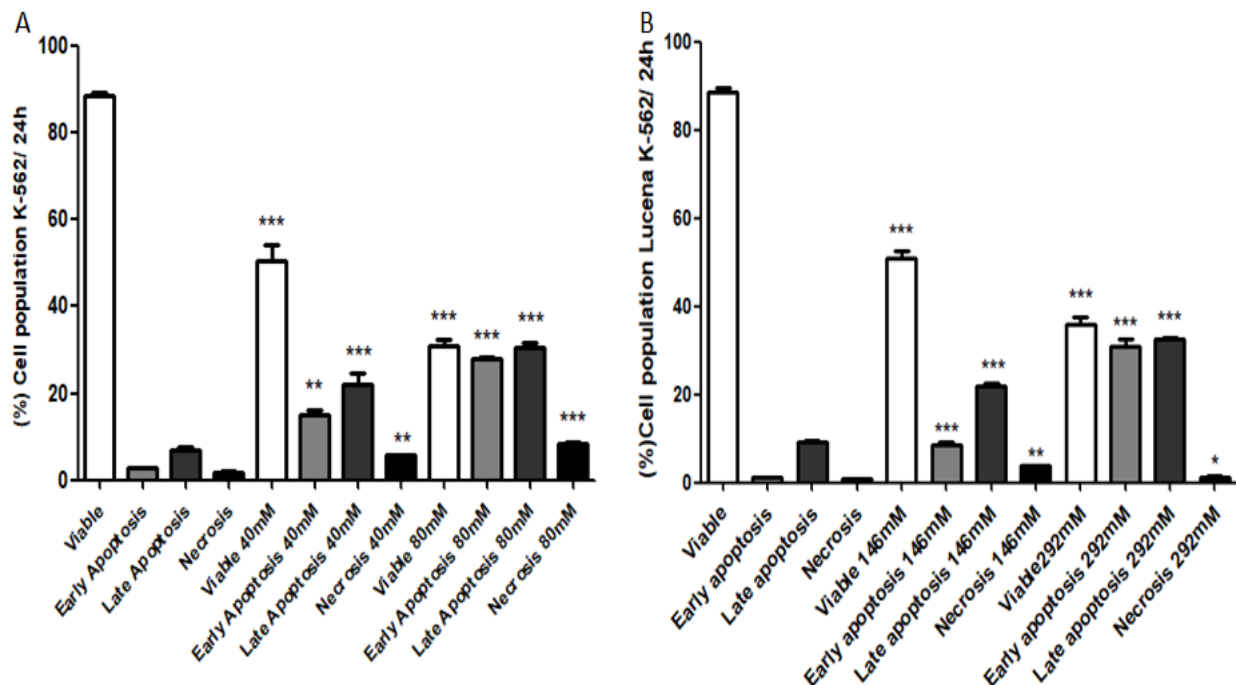 A
(%) Cell population K-562/ 24h
100
80
60
40
20
0
***
**
***
**
***
***
***
***
Viable
Early Apoptosis
Late Apoptosis
Necrosis
Viable 40mM
Early Apoptosis 40mM
Late Apoptosis 40mM
Necrosis 40mM
Viable 80mM
Early Apoptosis 80mM
Late Apoptosis 80mM
Necrosis 80mM
B
(%)Cell population Lucena K-562/ 24h
100
80
60
40
20
0
***
***
***
**
***
***
***
*
Viable
Early apoptosis
Late apoptosis
Necrosis
Viable 146mM
Early apoptosis 146mM
Late apoptosis 146mM
Necrosis 146mM
Viable292mM
Early apoptosis 292mM
Late apoptosis 292mM
Necrosis 292mM